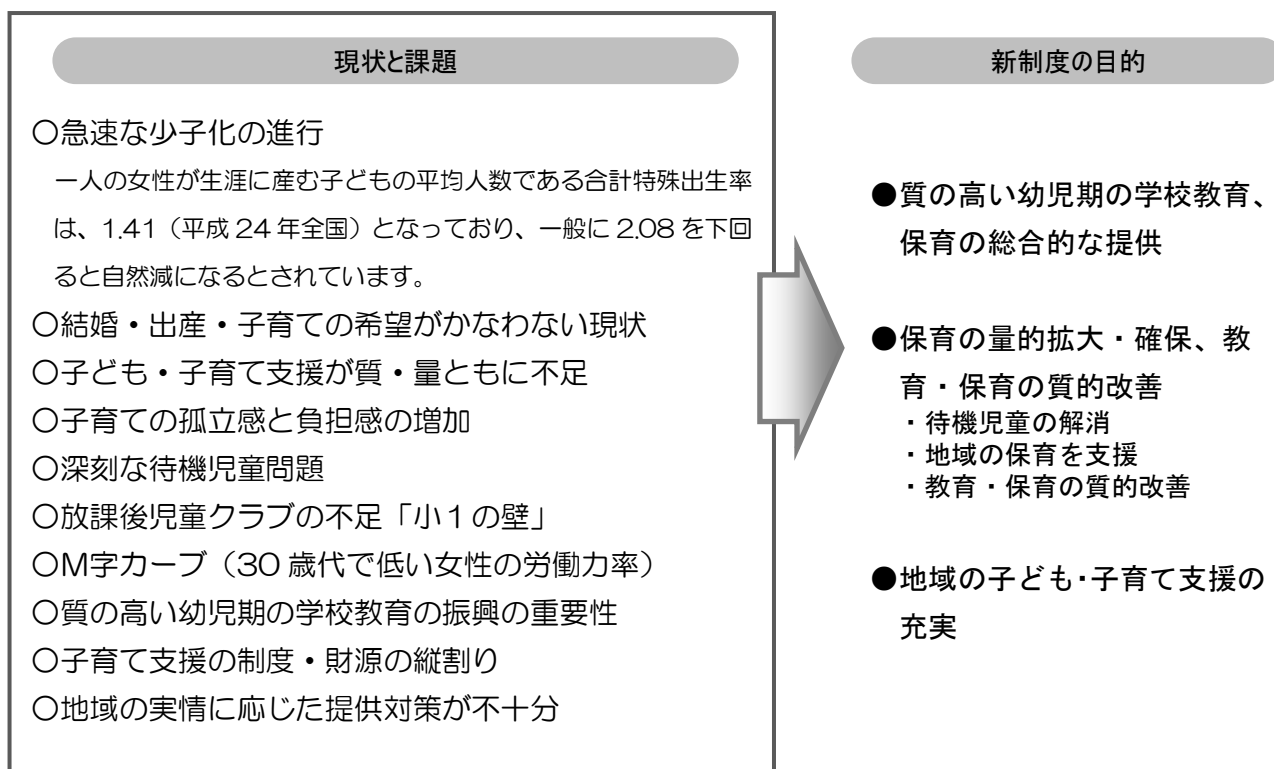 現状と課題
〇急速な少子化の進行
一人の女性が生涯に産む子どもの平均人数である合計特殊出生率
は、1.41（平成 24 年全国）となっており、一般に 2.08 を下回
ると自然減になるとされています。
〇結婚・出産・子育ての希望がかなわない現状
〇子ども・子育て支援が質・量ともに不足
〇子育ての孤立感と負担感の増加
〇深刻な待機児童問題
〇放課後児童クラブの不足「小１の壁」
〇M字カーブ（30 歳代で低い女性の労働力率）
〇質の高い幼児期の学校教育の振興の重要性
〇子育て支援の制度・財源の縦割り
〇地域の実情に応じた提供対策が不十分
新制度の目的
●質の高い幼児期の学校教育、
保育の総合的な提供
●保育の量的拡大・確保、教
育・保育の質的改善
・待機児童の解消
・地域の保育を支援
・教育・保育の質的改善
●地域の子ども・子育て支援の
充実